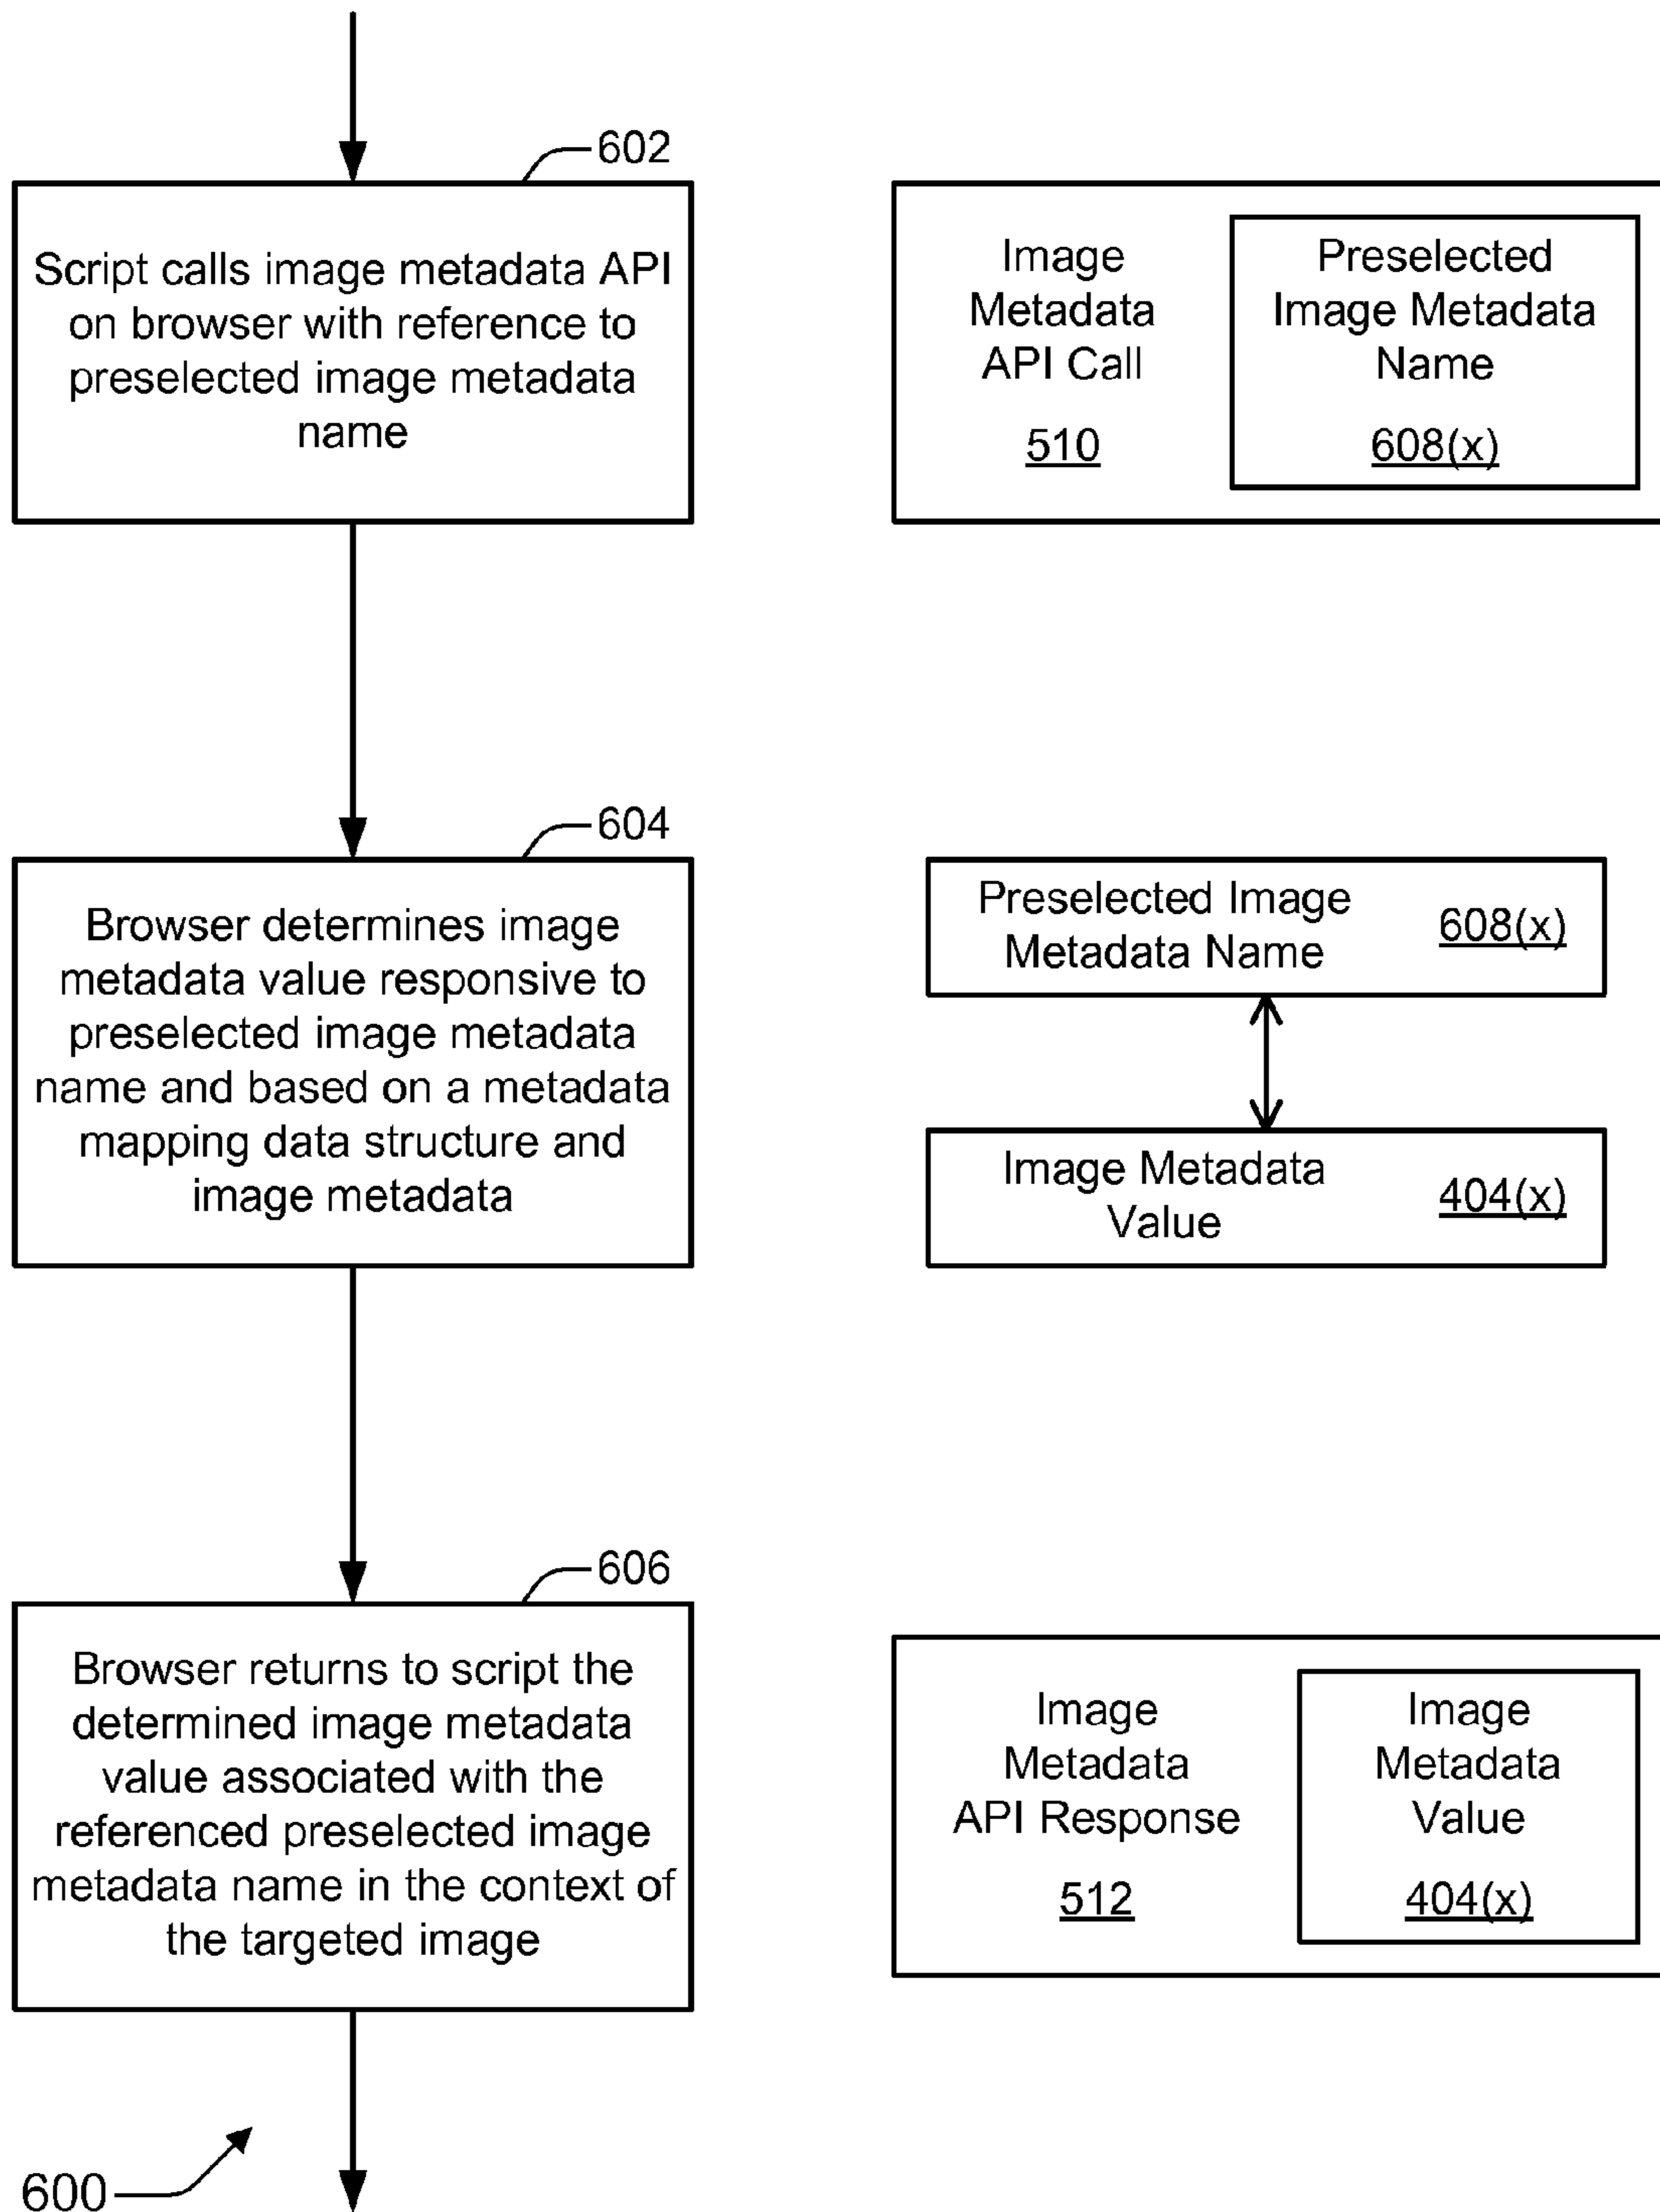 602
Script calls image metadata API
on browser with reference to
preselected image metadata
name
Image
Metadata
API Call
510
Preselected
Image Metadata
Name
608(x)
604
Browser determines image
metadata value responsive to
preselected image metadata
name and based on a metadata
mapping data structure and
image metadata
Preselected Image
Metadata Name
608(x)
Image Metadata
Value
404(x)
606
Browser returns to script the
determined image metadata
value associated with the
referenced preselected image
metadata name in the context of
the targeted image
Image
Metadata
API Response
512
Image
Metadata
Value
404(x)
600